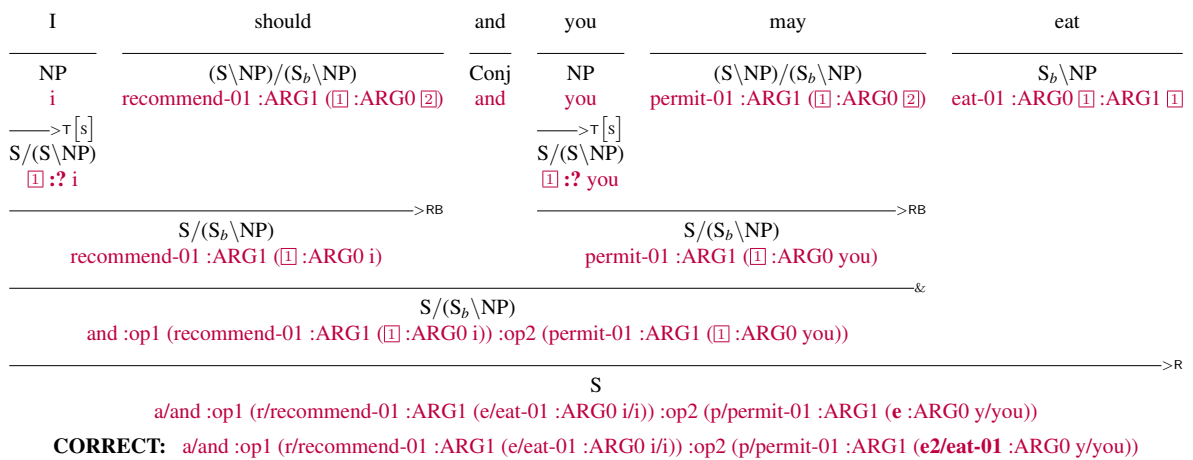 I should and you may eat
NP (S\NP)/(S_b\NP) Conj NP (S\NP)/(S_b\NP) S_b\NP
i recommend-01 :ARG1 (1 :ARG0 2) and you permit-01 :ARG1 (1 :ARG0 2) eat-01 :ARG0 1 :ARG1 1
>T[S] >T[S]
S/(S\NP) S/(S\NP)
1 :? i 1 :? you
>RB >RB
S/(S_b\NP) S/(S_b\NP)
recommend-01 :ARG1 (1 :ARG0 i) permit-01 :ARG1 (1 :ARG0 you)
&
S/(S_b\NP)
and :op1 (recommend-01 :ARG1 (1 :ARG0 i)) :op2 (permit-01 :ARG1 (1 :ARG0 you))
>R
S
a/and :op1 (r/recommend-01 :ARG1 (e/eat-01 :ARG0 i/i)) :op2 (p/permit-01 :ARG1 (e :ARG0 y/you))
CORRECT: a/and :op1 (r/recommend-01 :ARG1 (e/eat-01 :ARG0 i/i)) :op2 (p/permit-01 :ARG1 (e2/eat-01 :ARG0 y/you))